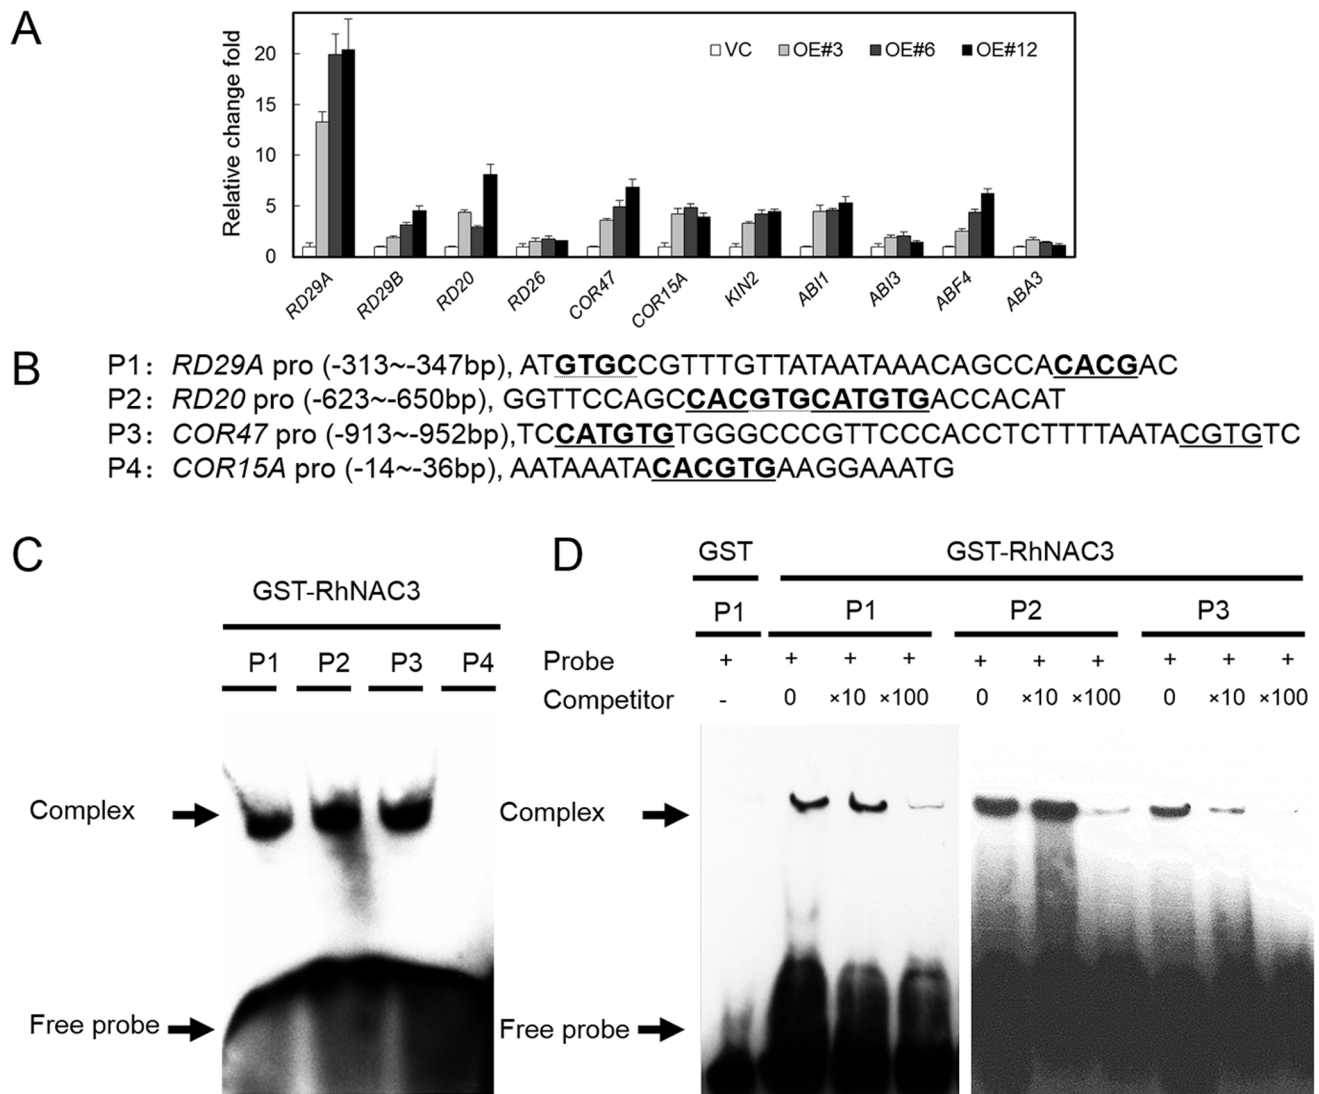 A
Relative change fold
20
15
10
5
0
VC OE#3 OE#6 OE#12
RD29A RD29B RD20 RD26 COR47 COR15A KIN2 ABI1 ABI3 ABF4 ABA3
B
P1: RD29A pro (-313~-347bp), ATGTGCCGTTTGTTATAATAAACAGCCACACGAC
P2: RD20 pro (-623~-650bp), GGTTCCAGCCACGTGCATGTGACCACAT
P3: COR47 pro (-913~-952bp),TCCATGTGTGGGCCCGTTCCCACCTCTTTTAATACGTGTC
P4: COR15A pro (-14~-36bp), AATAAATACACGTGAAGGAAATG
C
GST-RhNAC3
P1 P2 P3 P4
Complex
Free probe
D
GST GST-RhNAC3
P1 P1 P2 P3
Probe + + + + + + + + + +
Competitor - 0 ×10 ×100 0 ×10 ×100 0 ×10 ×100
Complex
Free probe